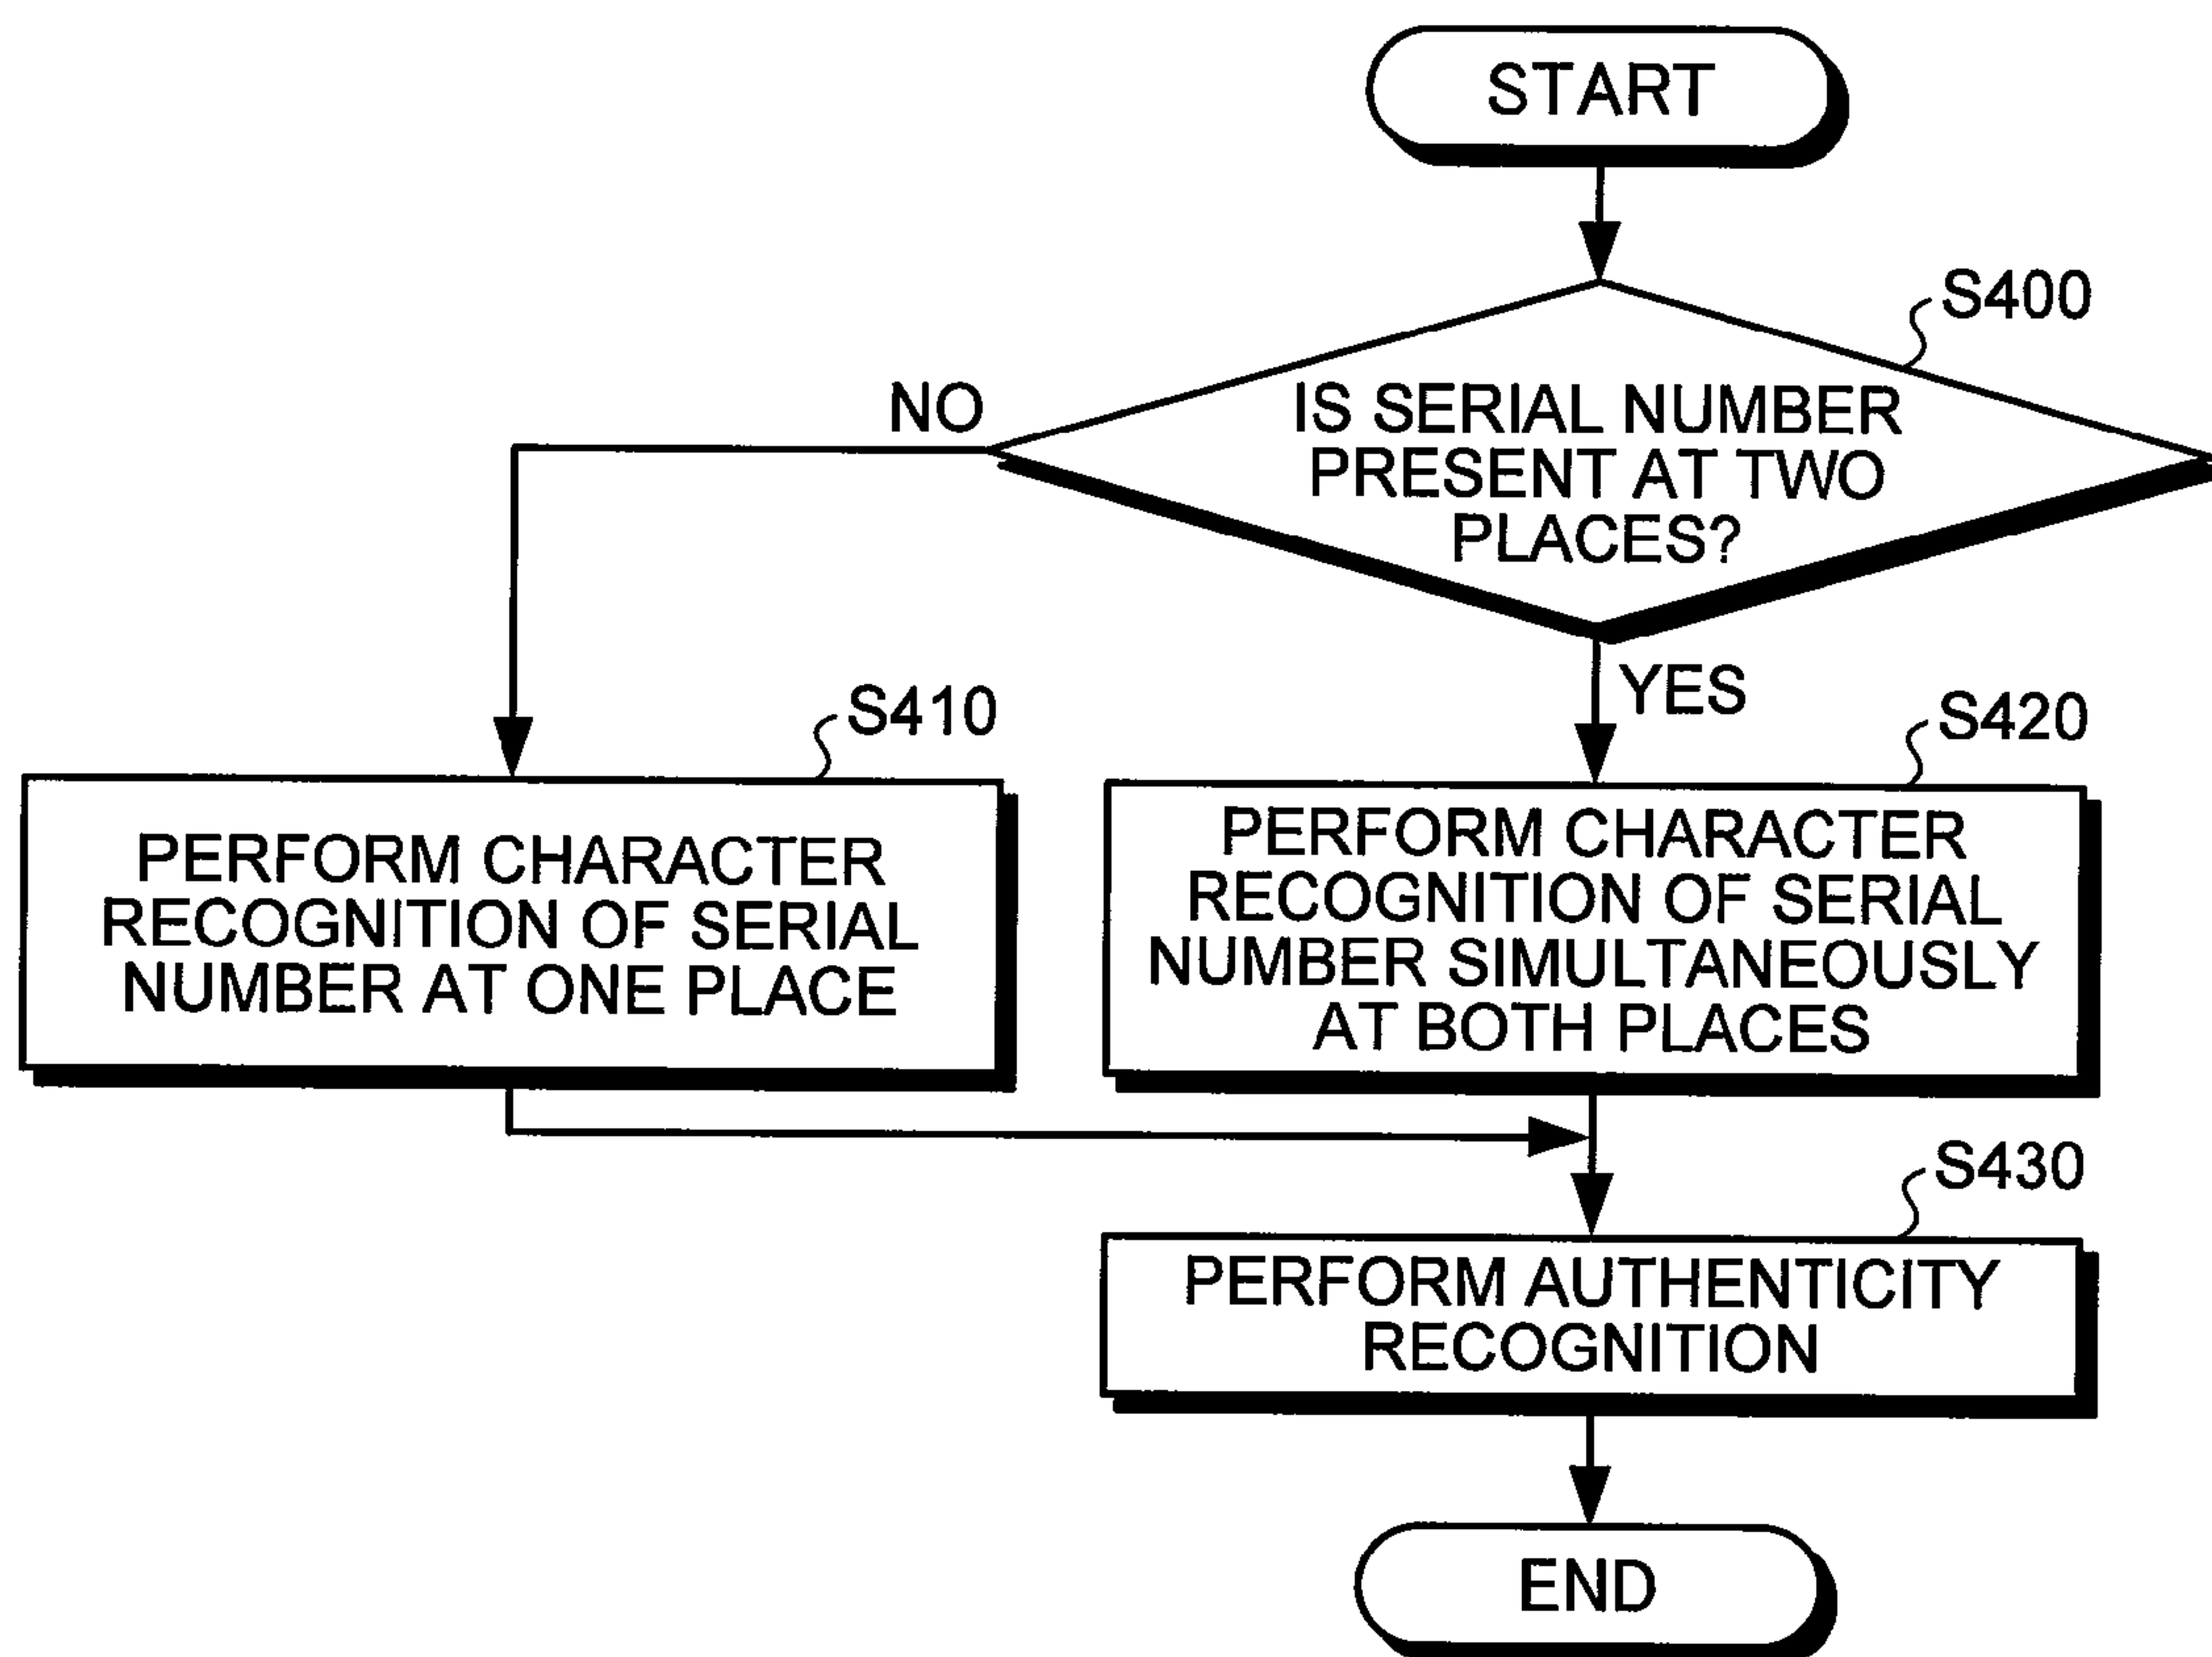 START
S400
IS SERIAL NUMBER
PRESENT AT TWO
PLACES?
NO
YES
S410
PERFORM CHARACTER
RECOGNITION OF SERIAL
NUMBER AT ONE PLACE
S420
PERFORM CHARACTER
RECOGNITION OF SERIAL
NUMBER SIMULTANEOUSLY
AT BOTH PLACES
S430
PERFORM AUTHENTICITY
RECOGNITION
END